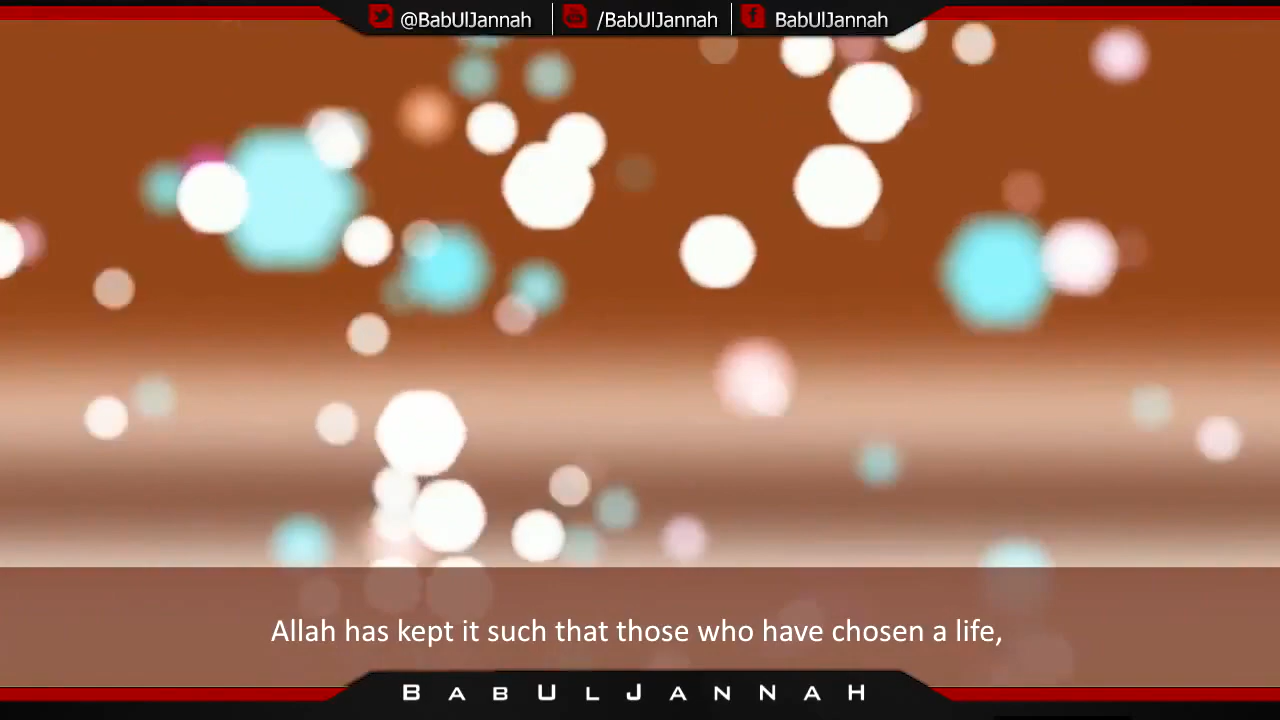 @BabUlJannah /BabUlJannah BabUlJannah
Allah has kept it such that those who have chosen a life,
BABULJANNAH